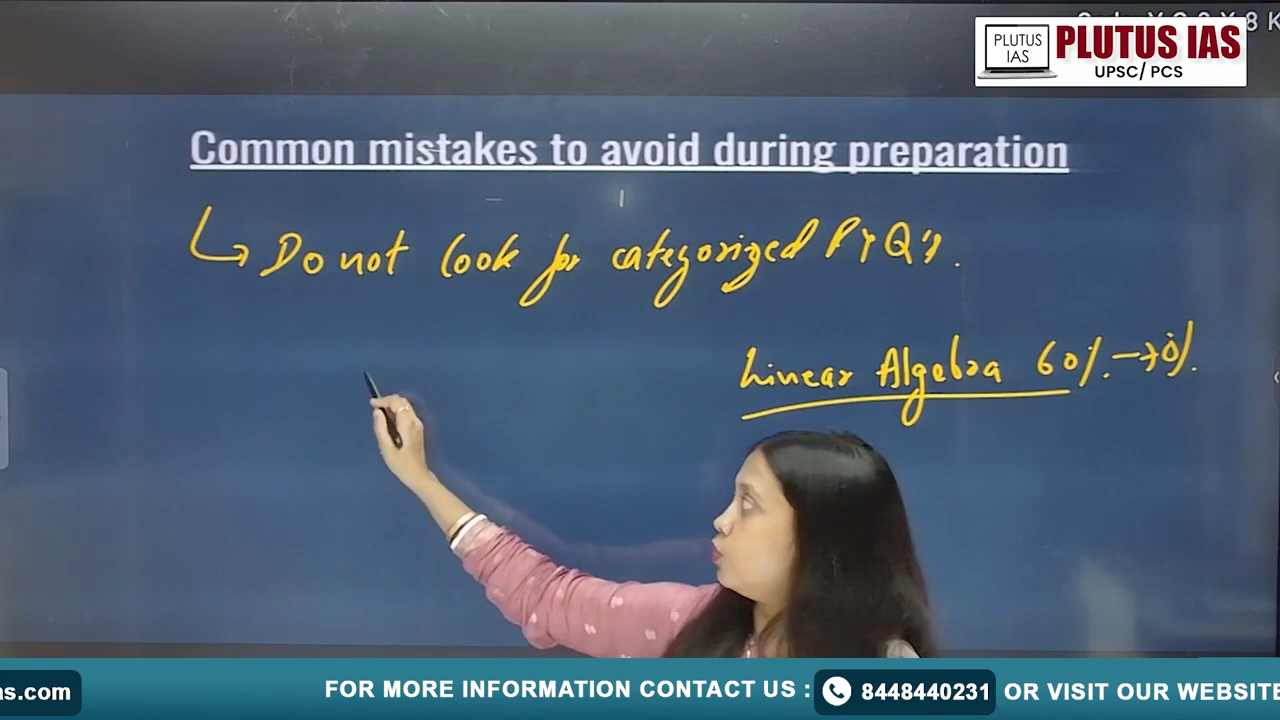 PLUTUS IAS
PLUTUS IAS
UPSC/ PCS
Common mistakes to avoid during preparation
↳ Do not look for categorized PYQ's.
Linear Algebra 60% → 0%.
as.com
FOR MORE INFORMATION CONTACT US : 8448440231 OR VISIT OUR WEBSITE